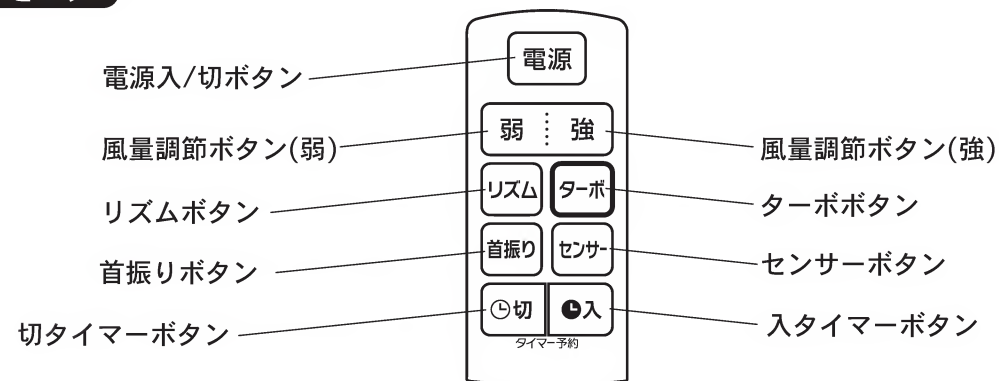 電源
電源入/切ボタン
弱 強
風量調節ボタン(弱)
風量調節ボタン(強)
リズム ターボ
リズムボタン
ターボボタン
首振り センサー
首振りボタン
センサーボタン
切 入
タイマー予約
切タイマーボタン
入タイマーボタン